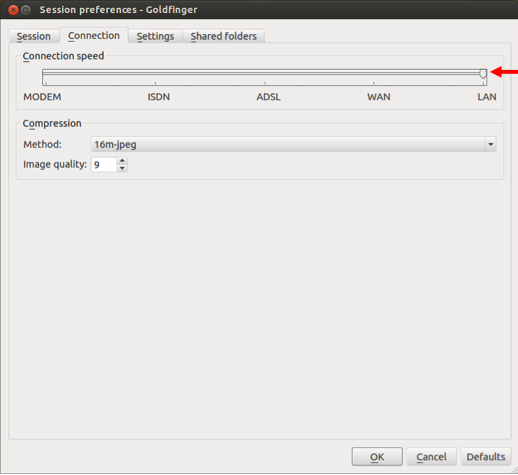 Session preferences - Goldfinger
Session Connection Settings Shared folders
Connection speed
MODEM ISDN ADSL WAN LAN
Compression
Method: 16m-jpeg
Image quality: 9
OK Cancel Defaults